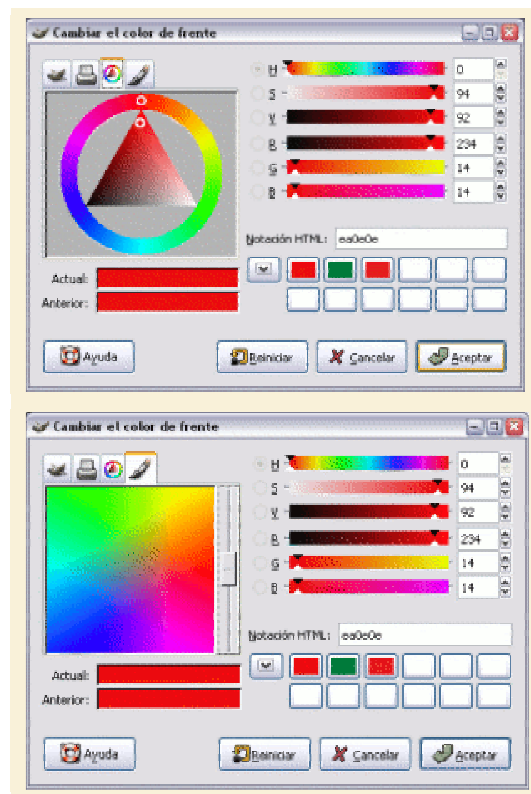 Cambiar el color de frente
H 0
S 94
V 92
R 234
G 14
B 14
Notación HTML: ea0e0e
Actual:
Anterior:
Ayuda Reiniciar Cancelar Aceptar
Cambiar el color de frente
H 0
S 94
V 92
R 234
G 14
B 14
Notación HTML: ea0e0e
Actual:
Anterior:
Ayuda Reiniciar Cancelar Aceptar